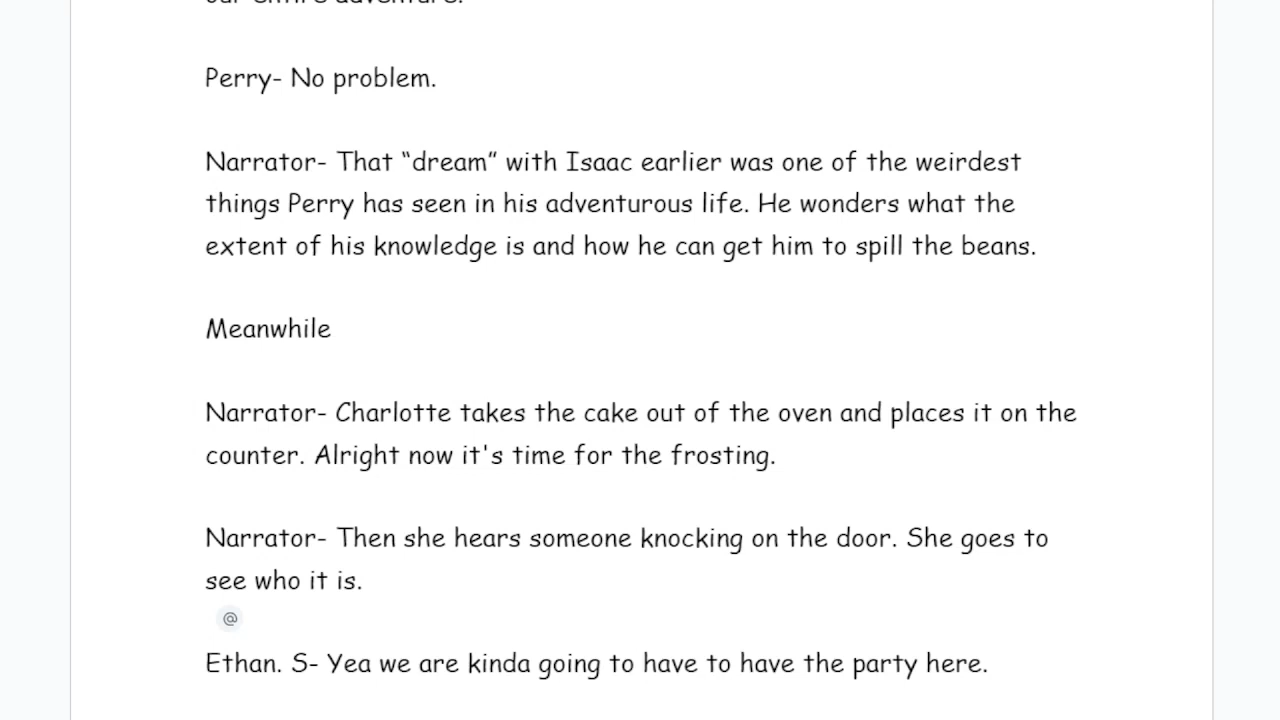 Perry- No problem.
Narrator- That “dream” with Isaac earlier was one of the weirdest
things Perry has seen in his adventurous life. He wonders what the
extent of his knowledge is and how he can get him to spill the beans.
Meanwhile
Narrator- Charlotte takes the cake out of the oven and places it on the
counter. Alright now it's time for the frosting.
Narrator- Then she hears someone knocking on the door. She goes to
see who it is.
@
Ethan. S- Yea we are kinda going to have to have the party here.